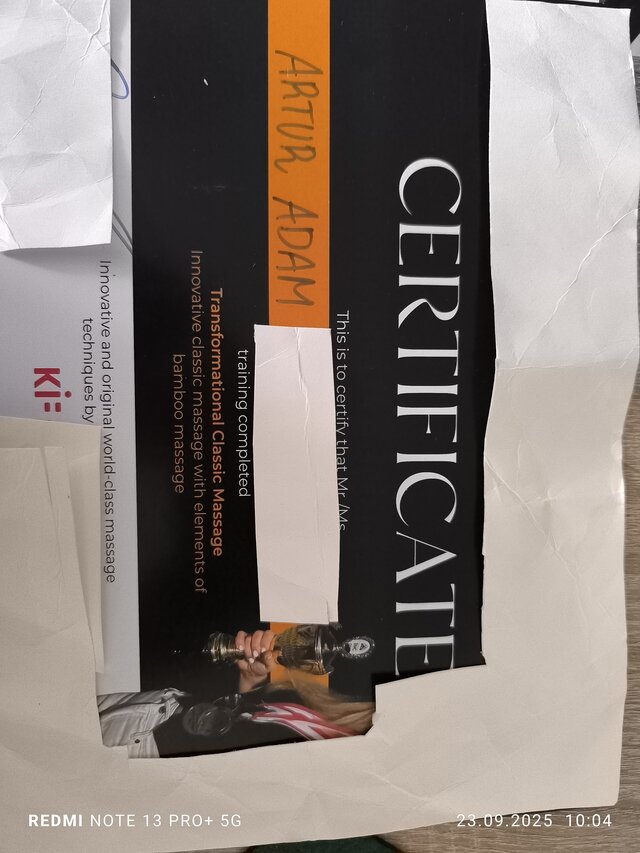 CERTIFICATE
This is to certify that Mr /Ms
ARTUR ADAM
training completed
Transformational Classic Massage
Innovative classic massage with elements of
bamboo massage
Innovative and original world-class massage
techniques by
REDMI NOTE 13 PRO+ 5G
23.09.2025 10:04